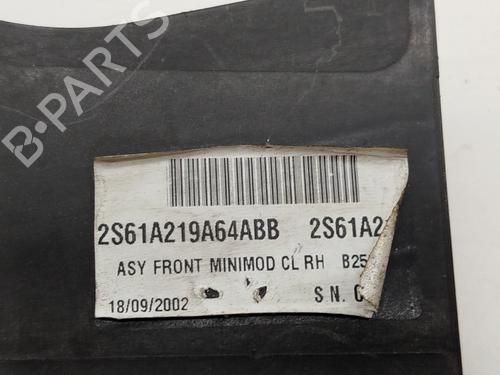 B-PARTS
2S61A219A64ABB 2S61A2
ASY FRONT MINIMOD CL RH B25
18/09/2002 S N. C